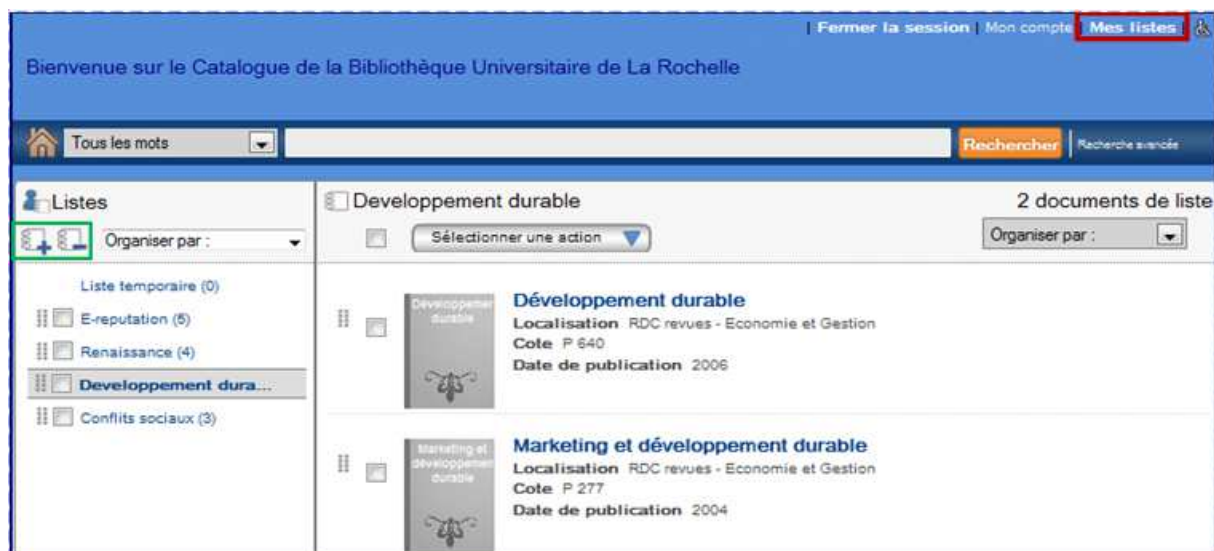 | Fermer la session | Mon compte | Mes listes |
Bienvenue sur le Catalogue de la Bibliothèque Universitaire de La Rochelle
Tous les mots
Rechercher
Recherche avancée
Listes
Organiser par :
Liste temporaire (0)
E-reputation (5)
Renaissance (4)
Developpement dura...
Conflits sociaux (3)
Developpement durable
2 documents de liste
Sélectionner une action
Organiser par :
Développemen
durable
Développement durable
Localisation RDC revues - Economie et Gestion
Cote P 640
Date de publication 2006
Marketing et
développemen
durable
Marketing et développement durable
Localisation RDC revues - Economie et Gestion
Cote P 277
Date de publication 2004